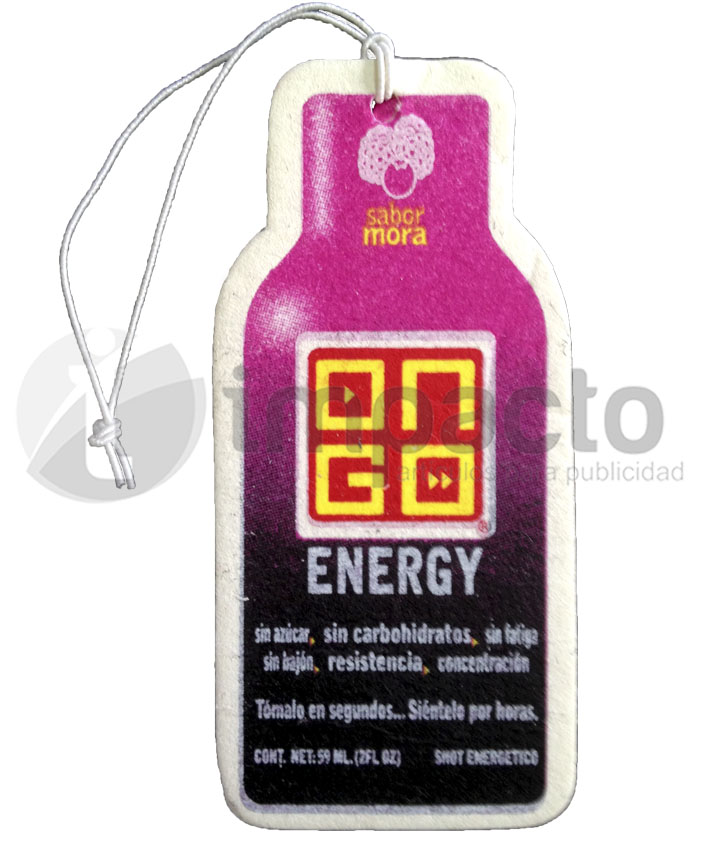 sabor
mora
®
ENERGY
sin azúcar, sin carbohidratos, sin fatiga
sin bajón, resistencia, concentración
Tómalo en segundos... Siéntelo por horas.
CONT. NET: 59 ML. (2FL OZ) SHOT ENERGETICO
impacto
publicidad